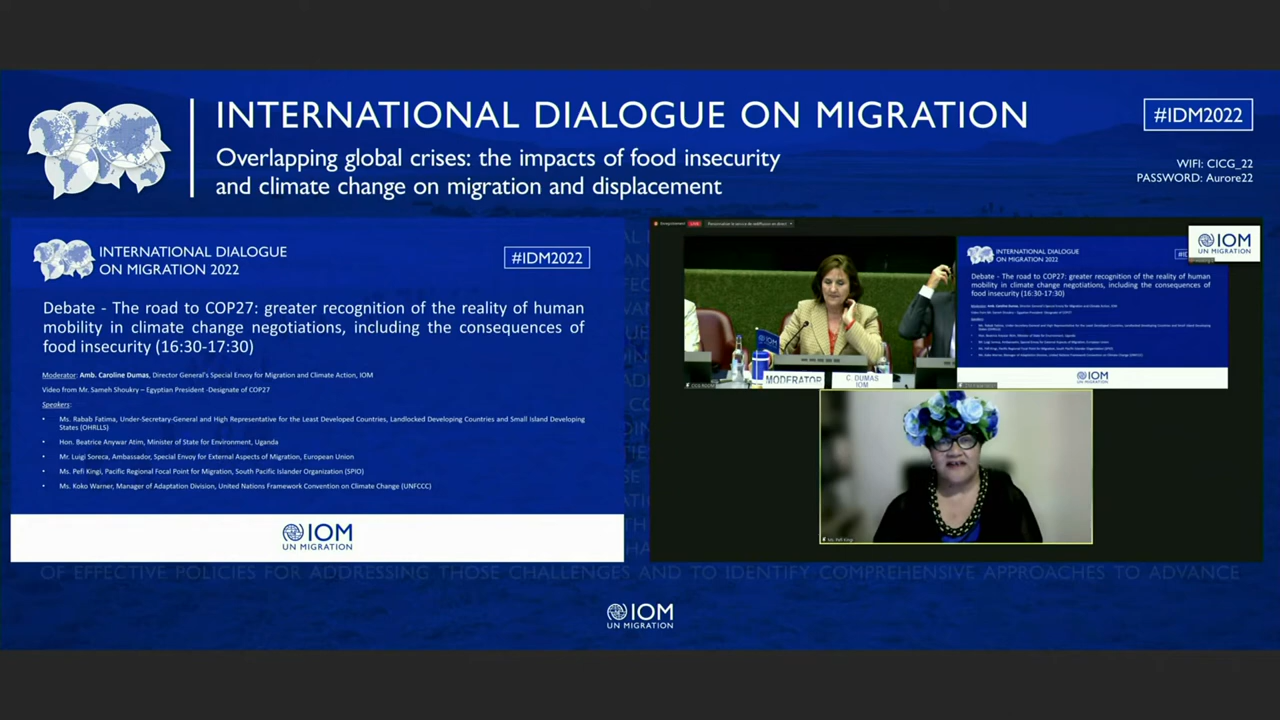 INTERNATIONAL DIALOGUE ON MIGRATION
Overlapping global crises: the impacts of food insecurity
and climate change on migration and displacement
#IDM2022
WIFI: CICG_22
PASSWORD: Aurore22
INTERNATIONAL DIALOGUE
ON MIGRATION 2022
#IDM2022
Debate - The road to COP27: greater recognition of the reality of human
mobility in climate change negotiations, including the consequences of
food insecurity (16:30-17:30)
Moderator: Amb. Caroline Dumas, Director General's Special Envoy for Migration and Climate Action, IOM
Video from Mr. Sameh Shoukry – Egyptian President -Designate of COP27
Speakers:
• Ms. Rabab Fatima, Under-Secretary-General and High Representative for the Least Developed Countries, Landlocked Developing Countries and Small Island Developing
States (OHRLLS)
• Hon. Beatrice Anywar Atim, Minister of State for Environment, Uganda
• Mr. Luigi Soreca, Ambassador, Special Envoy for External Aspects of Migration, European Union
• Ms. Pefi Kingi, Pacific Regional Focal Point for Migration, South Pacific Islander Organization (SPIO)
• Ms. Koko Warner, Manager of Adaptation Division, United Nations Framework Convention on Climate Change (UNFCCC)
IOM
UN MIGRATION
LIVE
MODERATOR
C. DUMAS
IOM
CICG ROOM
INTERNATIONAL DIALOGUE
ON MIGRATION 2022
Debate - The road to COP27: greater recognition of the reality of human
mobility in climate change negotiations, including the consequences of
food insecurity (16:30-17:30)
IOM
UN MIGRATION
IOM
UN MIGRATION
Ms. Pefi Kingi
OF EFFECTIVE POLICIES FOR ADDRESSING THOSE CHALLENGES AND TO IDENTIFY COMPREHENSIVE APPROACHES TO ADVANCE
IOM
UN MIGRATION